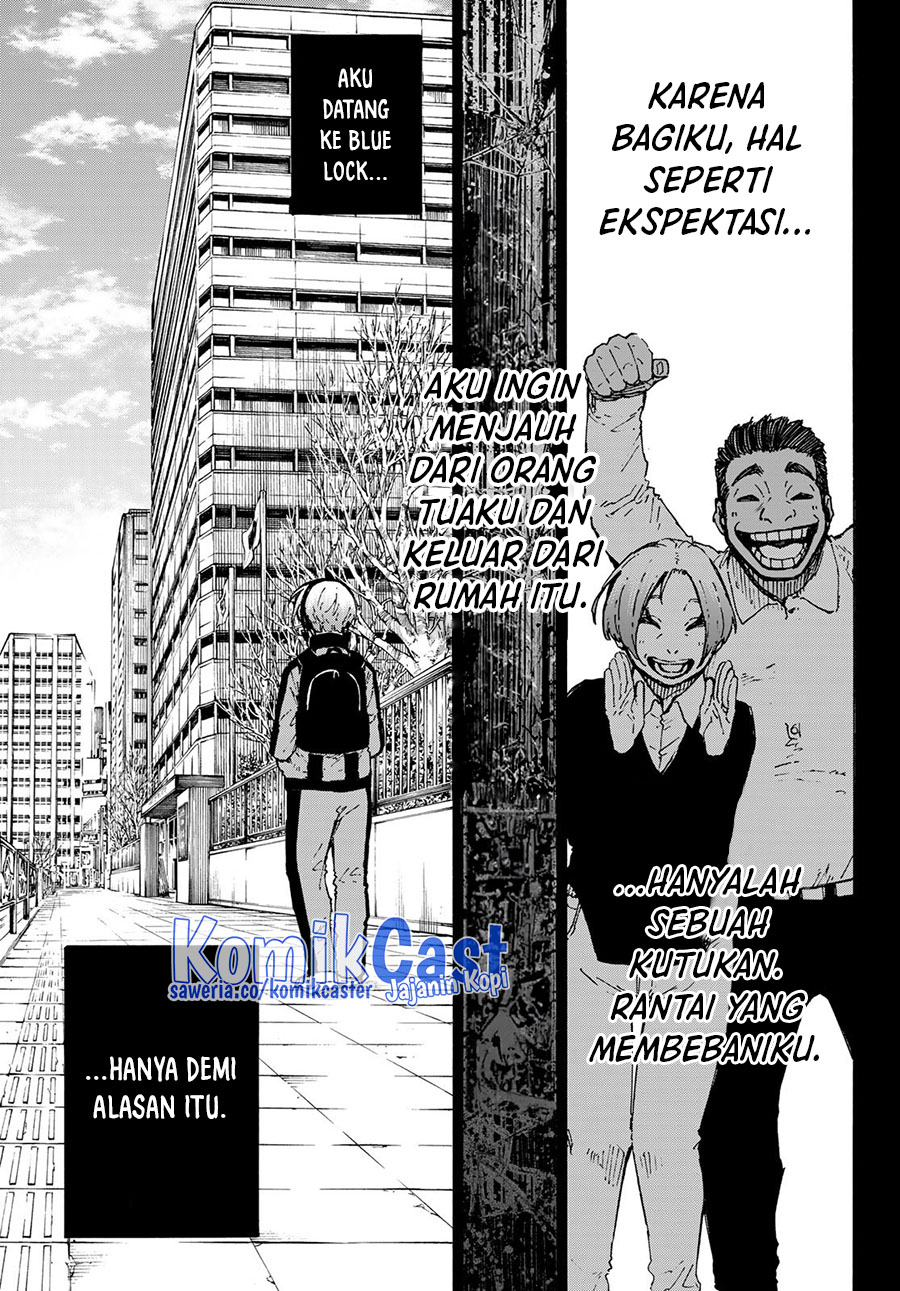 KARENA
BAGIKU, HAL
SEPERTI
EKSPEKTASI...
...HANYALAH
SEBUAH
KUTUKAN.
RANTAI YANG
MEMBEBANIKU.
AKU INGIN
MENJAUH
DARI ORANG
TUAKU DAN
KELUAR DARI
RUMAH ITU.
AKU
DATANG
KE BLUE
LOCK...
...HANYA DEMI
ALASAN ITU.
KomikCast
saweria.co/komikcaster Jajanin Kopi